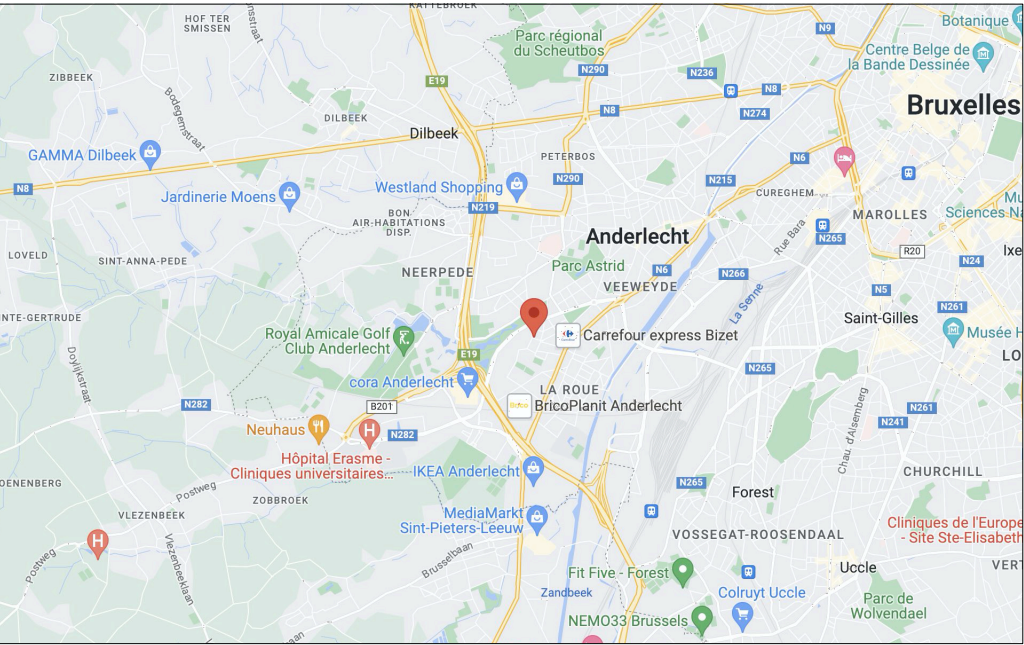 KATTEBROEK
HOF TER
SMISSEN
Parc régional
du Scheutbos
N9
Botanique
Centre Belge de
la Bande Dessinée
ZIBBEEK
E19
N290
N236
N8
N8
N274
Bruxelles
Bodegemstraat
DILBEEK
Dilbeek
GAMMA Dilbeek
PETERBOS
N6
N8
Jardinerie Moens
Westland Shopping
N290
N215
CUREGHEM
N219
BON
AIR-HABITATIONS
DISP.
MAROLLES
Sciences Na
Anderlecht
Rue Bara
N265
R20
Ixe
LOVELD
SINT-ANNA-PEDE
NEERPEDE
Parc Astrid
N6
N266
N24
VEEWEYDE
La Senne
N5
N261
NTE-GERTRUDE
Saint-Gilles
Royal Amicale Golf
Club Anderlecht
Carrefour express Bizet
Musée H
E19
LO
Doylijkstraat
cora Anderlecht
LA ROUE
N265
N282
B201
BricoPlanit Anderlecht
N261
Neuhaus
N282
N241
Chau. d'Alsemberg
Hôpital Erasme -
Cliniques universitaires...
IKEA Anderlecht
CHURCHILL
OENENBERG
Postweg
ZOBBROEK
N265
Forest
VLEZENBEEK
MediaMarkt
Sint-Pieters-Leeuw
VOSSEGAT-ROOSENDAAL
Cliniques de l'Europe
- Site Ste-Elisabeth
Postweg
Vlezenbeeklaan
Brusselbaan
Fit Five - Forest
Uccle
VERT
Zandbeek
Colruyt Uccle
Parc de
Wolvendael
NEMO33 Brussels